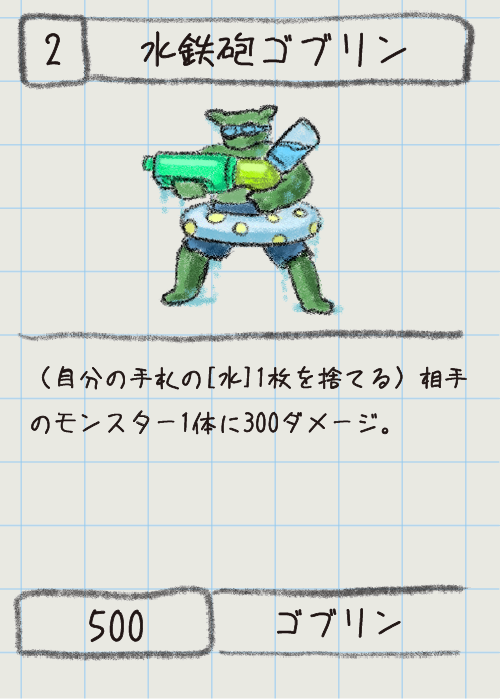 2
水鉄砲ゴブリン
（自分の手札の[水]1枚を捨てる）相手
のモンスター1体に300ダメージ。
500
ゴブリン